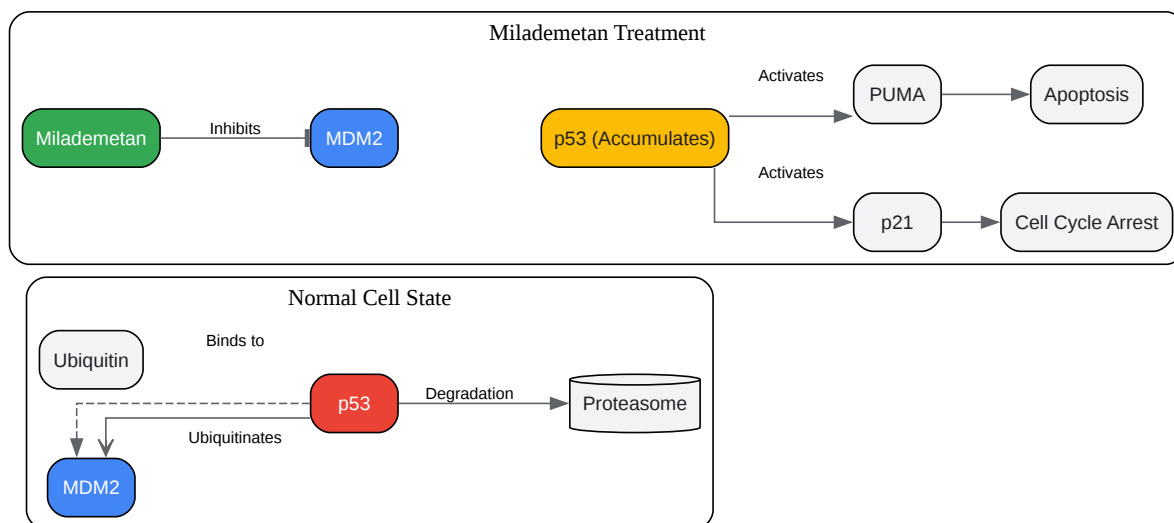 Milademetan Treatment
Activates
PUMA
Apoptosis
Milademetan
Inhibits
MDM2
p53 (Accumulates)
Activates
p21
Cell Cycle Arrest
Normal Cell State
Ubiquitin
Binds to
p53
Degradation
Proteasome
Ubiquitinates
MDM2